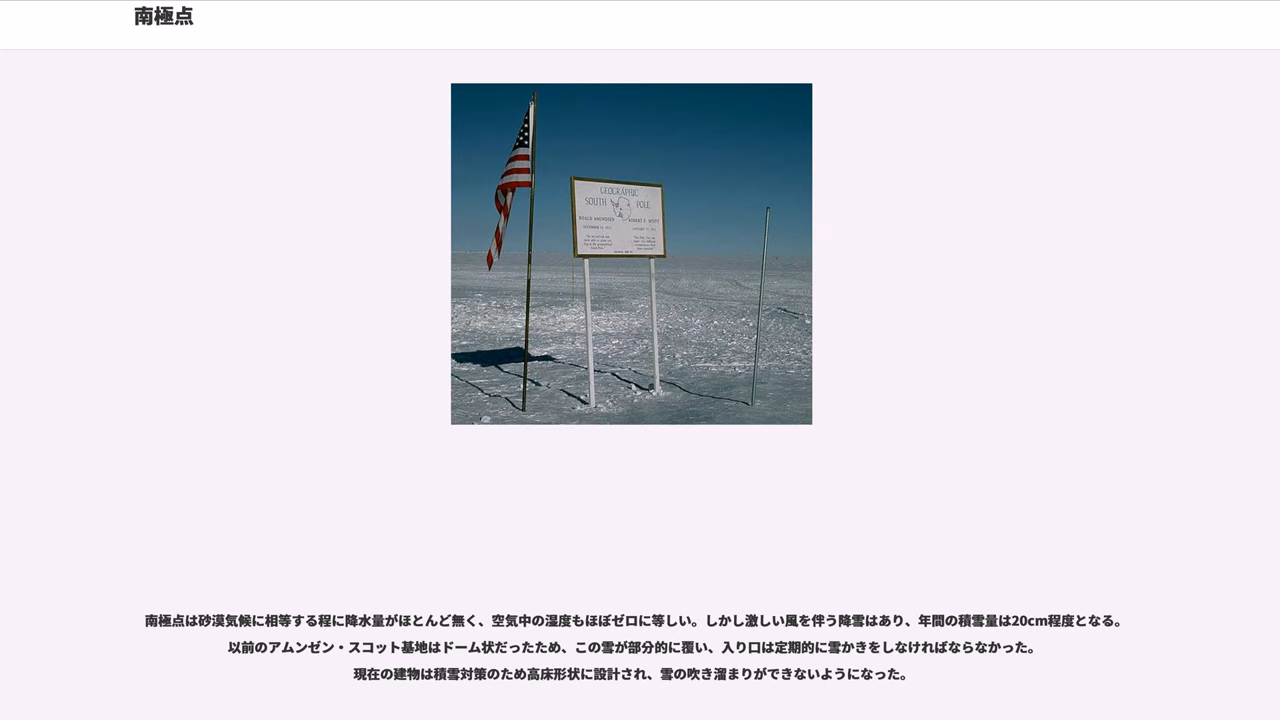 南極点
GEOGRAPHIC
SOUTH POLE
ROALD AMUNDSEN ROBERT F. SCOTT
南極点は砂漠気候に相等する程に降水量がほとんど無く、空気中の湿度もほぼゼロに等しい。しかし激しい風を伴う降雪はあり、年間の積雪量は20cm程度となる。
以前のアムンゼン・スコット基地はドーム状だったため、この雪が部分的に覆い、入り口は定期的に雪かきをしなければならなかった。
現在の建物は積雪対策のため高床形状に設計され、雪の吹き溜まりができないようになった。